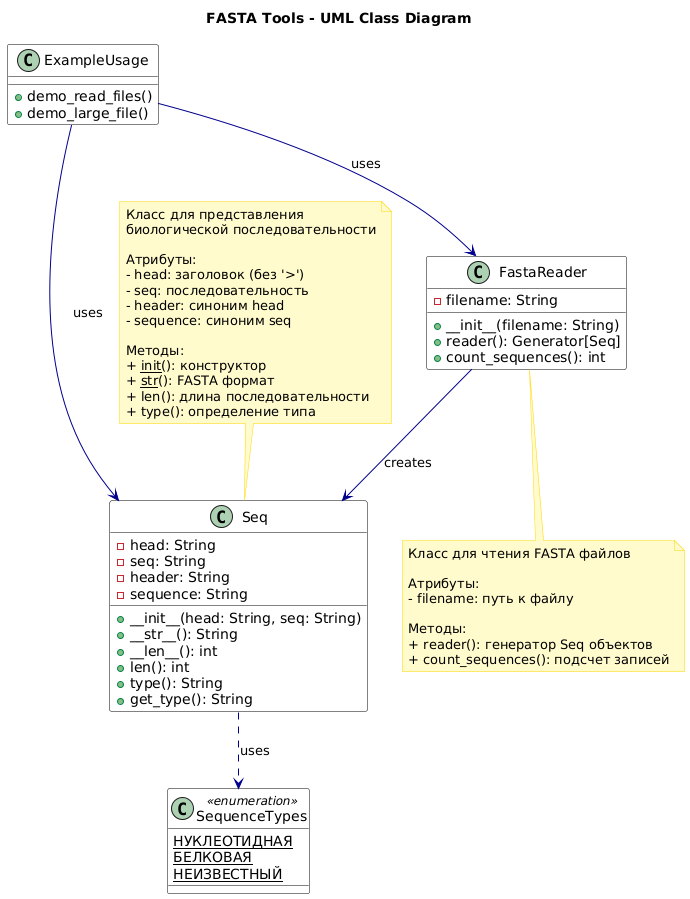 FASTA Tools - UML Class Diagram
C ExampleUsage
demo_read_files()
demo_large_file()
uses
uses
Класс для представления
биологической последовательности
Атрибуты:
- head: заголовок (без '>')
- seq: последовательность
- header: синоним head
- sequence: синоним seq
Методы:
+ init(): конструктор
+ str(): FASTA формат
+ len(): длина последовательности
+ type(): определение типа
C FastaReader
filename: String
__init__(filename: String)
reader(): Generator[Seq]
count_sequences(): int
creates
C Seq
head: String
seq: String
header: String
sequence: String
__init__(head: String, seq: String)
__str__(): String
__len__(): int
len(): int
type(): String
get_type(): String
Класс для чтения FASTA файлов
Атрибуты:
- filename: путь к файлу
Методы:
+ reader(): генератор Seq объектов
+ count_sequences(): подсчет записей
uses
C «enumeration»
SequenceTypes
НУКЛЕОТИДНАЯ
БЕЛКОВАЯ
НЕИЗВЕСТНЫЙ